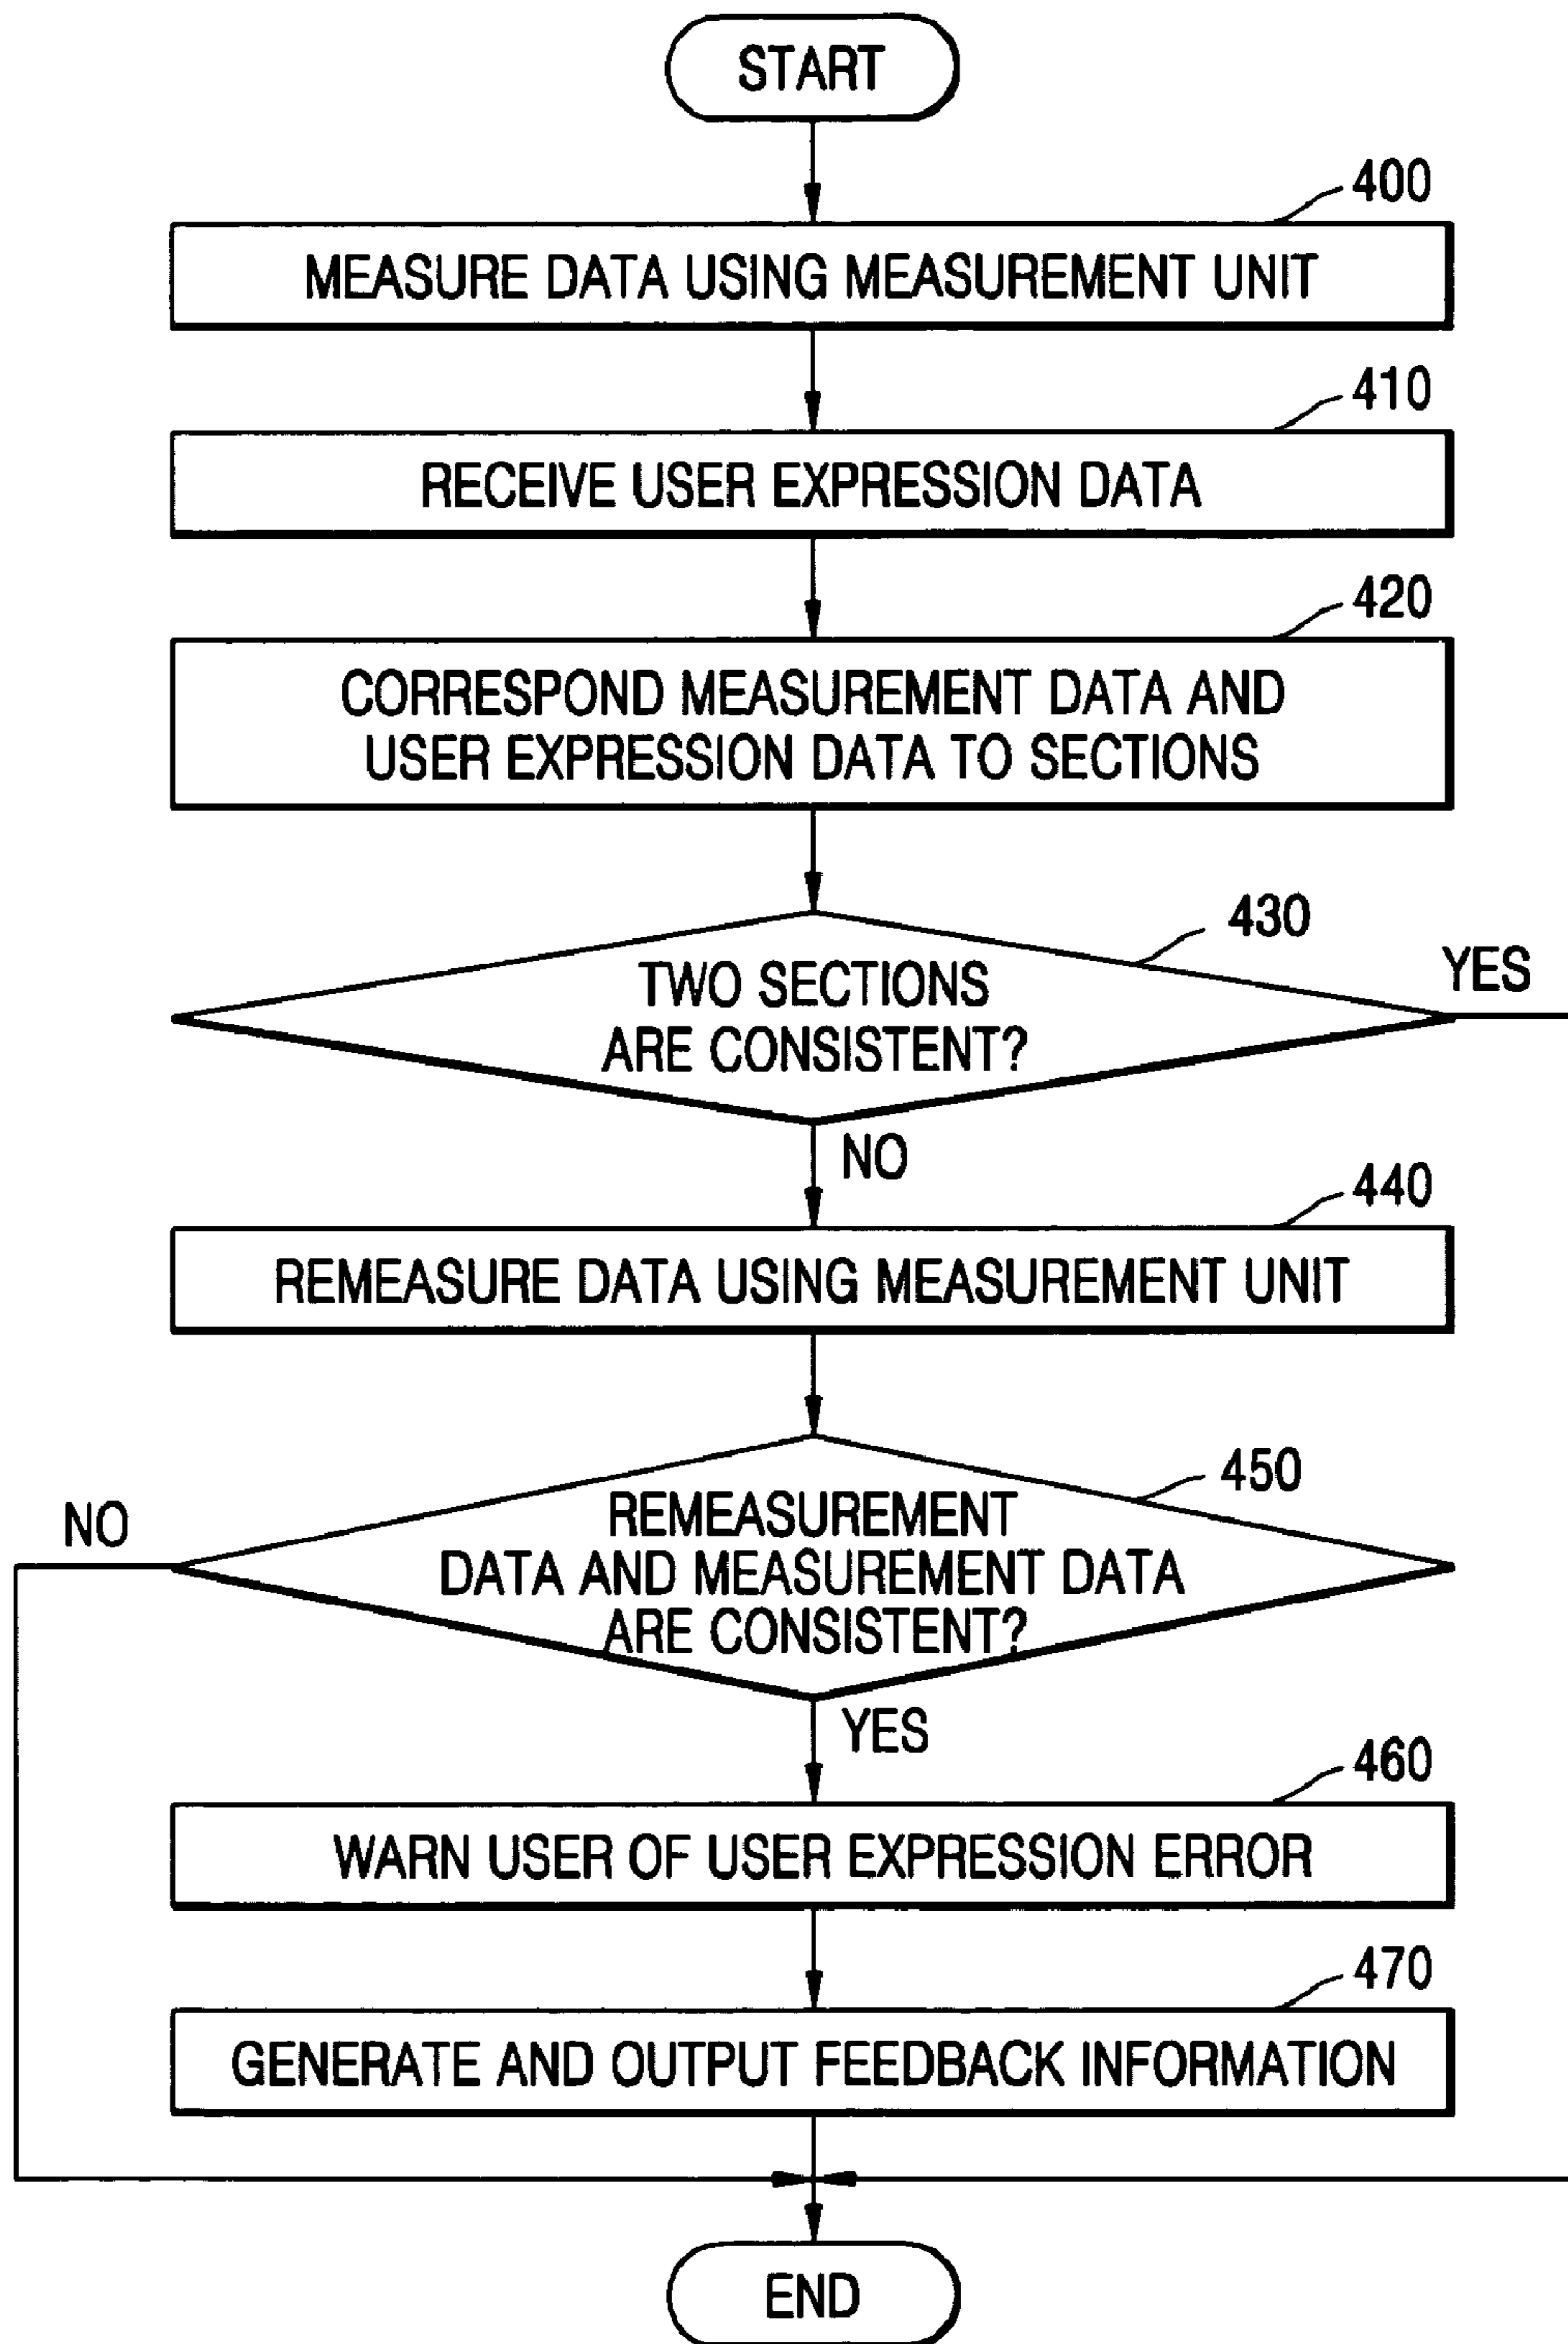 START
400
MEASURE DATA USING MEASUREMENT UNIT
410
RECEIVE USER EXPRESSION DATA
420
CORRESPOND MEASUREMENT DATA AND
USER EXPRESSION DATA TO SECTIONS
430
TWO SECTIONS
ARE CONSISTENT?
YES
NO
440
REMEASURE DATA USING MEASUREMENT UNIT
450
NO
REMEASUREMENT
DATA AND MEASUREMENT DATA
ARE CONSISTENT?
YES
460
WARN USER OF USER EXPRESSION ERROR
470
GENERATE AND OUTPUT FEEDBACK INFORMATION
END